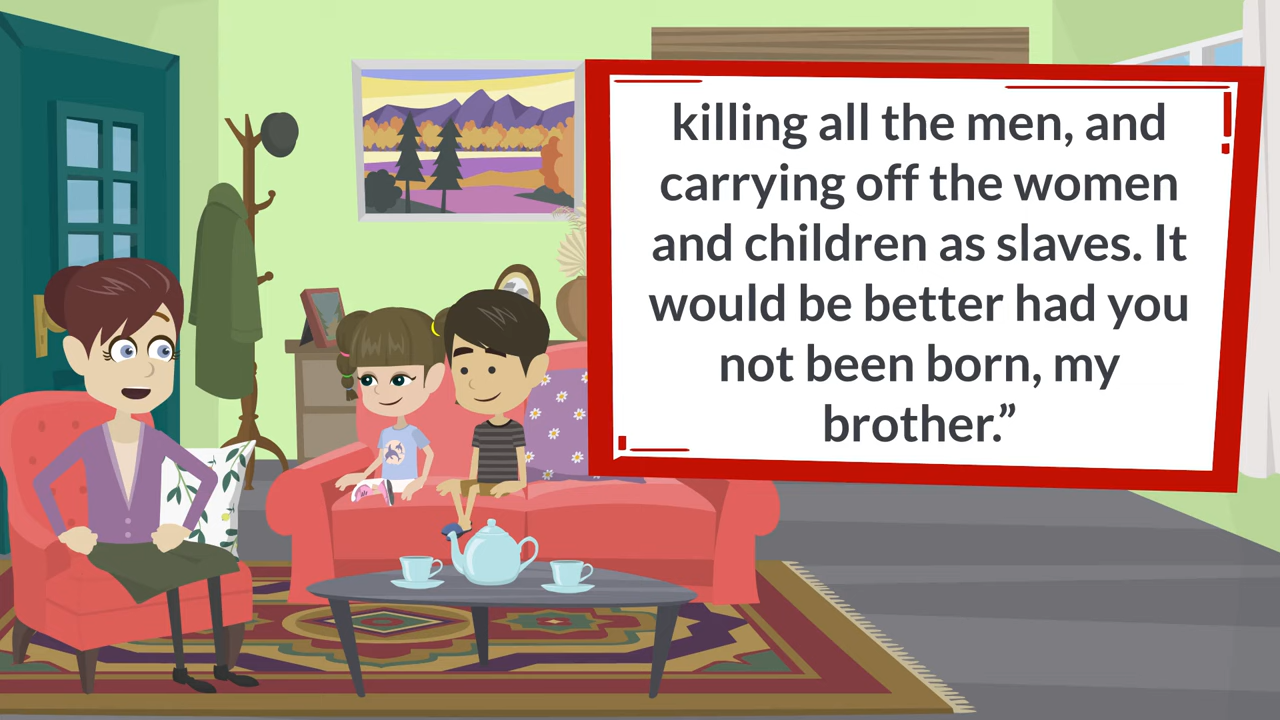 killing all the men, and
carrying off the women
and children as slaves. It
would be better had you
not been born, my
brother.”